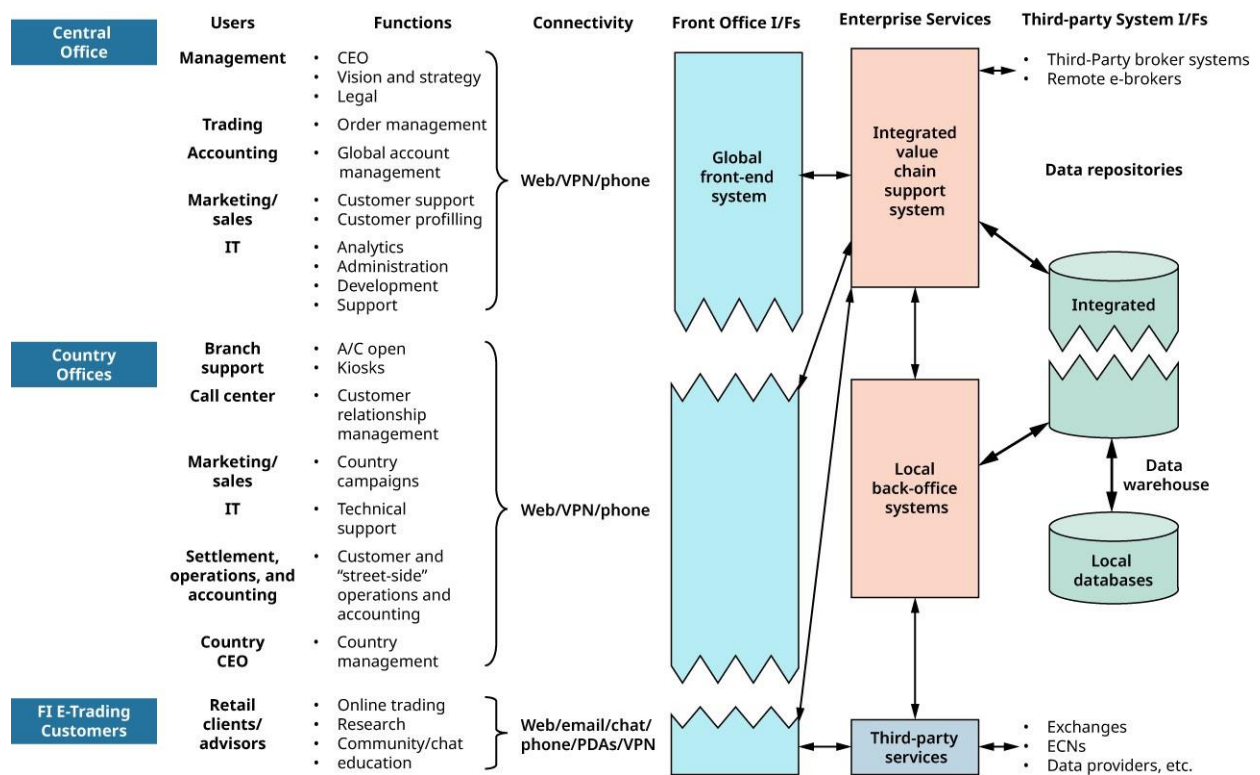 Central
Office
Users
Functions
Connectivity
Front Office I/Fs
Enterprise Services
Third-party System I/Fs
Management
• CEO
• Vision and strategy
• Legal
Trading
• Order management
Accounting
• Global account
management
Marketing/
sales
• Customer support
• Customer profilling
IT
• Analytics
• Administration
• Development
• Support
Web/VPN/phone
Global
front-end
system
Integrated
value
chain
support
system
• Third-Party broker systems
• Remote e-brokers
Data repositories
Integrated
Country
Offices
Branch
support
• A/C open
• Kiosks
Call center
• Customer
relationship
management
Marketing/
sales
• Country
campaigns
IT
• Technical
support
Settlement,
operations, and
accounting
• Customer and
“street-side”
operations and
accounting
Country
CEO
• Country
management
Web/VPN/phone
Local
back-office
systems
Data
warehouse
Local
databases
FI E-Trading
Customers
Retail
clients/
advisors
• Online trading
• Research
• Community/chat
• education
Web/email/chat/
phone/PDAs/VPN
Third-party
services
• Exchanges
• ECNs
• Data providers, etc.